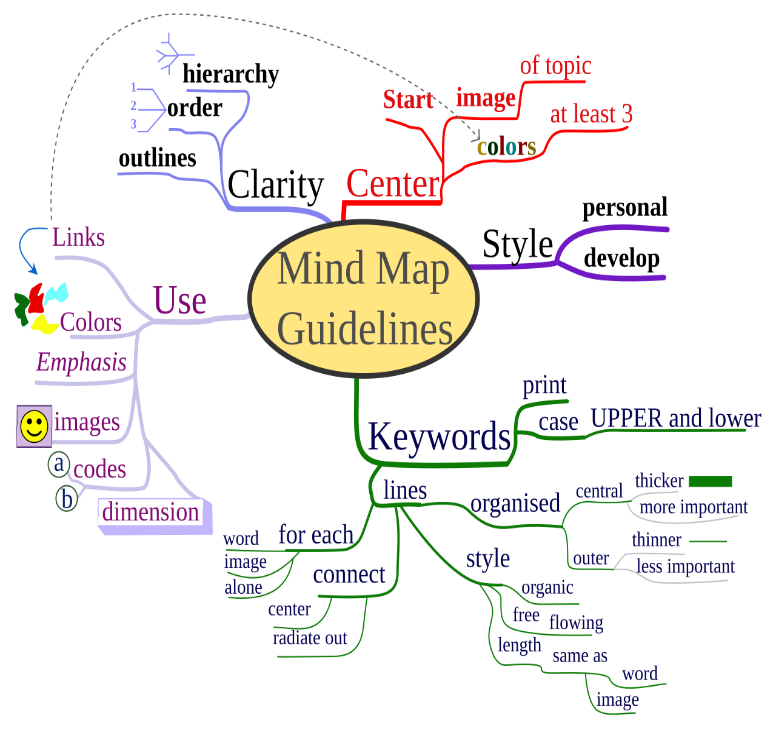 Mind Map
Guidelines
Clarity
hierarchy
order
1
2
3
outlines
Center
Start
image
of topic
colors
at least 3
Style
personal
develop
Keywords
print
case
UPPER and lower
lines
organised
central
thicker
more important
outer
thinner
less important
style
organic
free
flowing
length
same as
word
image
connect
center
radiate out
for each
word
image
alone
Use
Links
Colors
Emphasis
images
codes
a
b
dimension